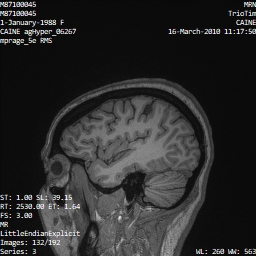 M87100045
M87100045
1-January-1988 F
CAINE agHyper_06267
mprage_5e RMS
MRN
TrioTim
CAINE
16-March-2010 11:17:50
ST: 1.00 SL: 39.15
RT: 2530.00 ET: 1.64
FS: 3.00
MR
LittleEndianExplicit
Images: 132/192
Series: 3
WL: 260 WW: 563